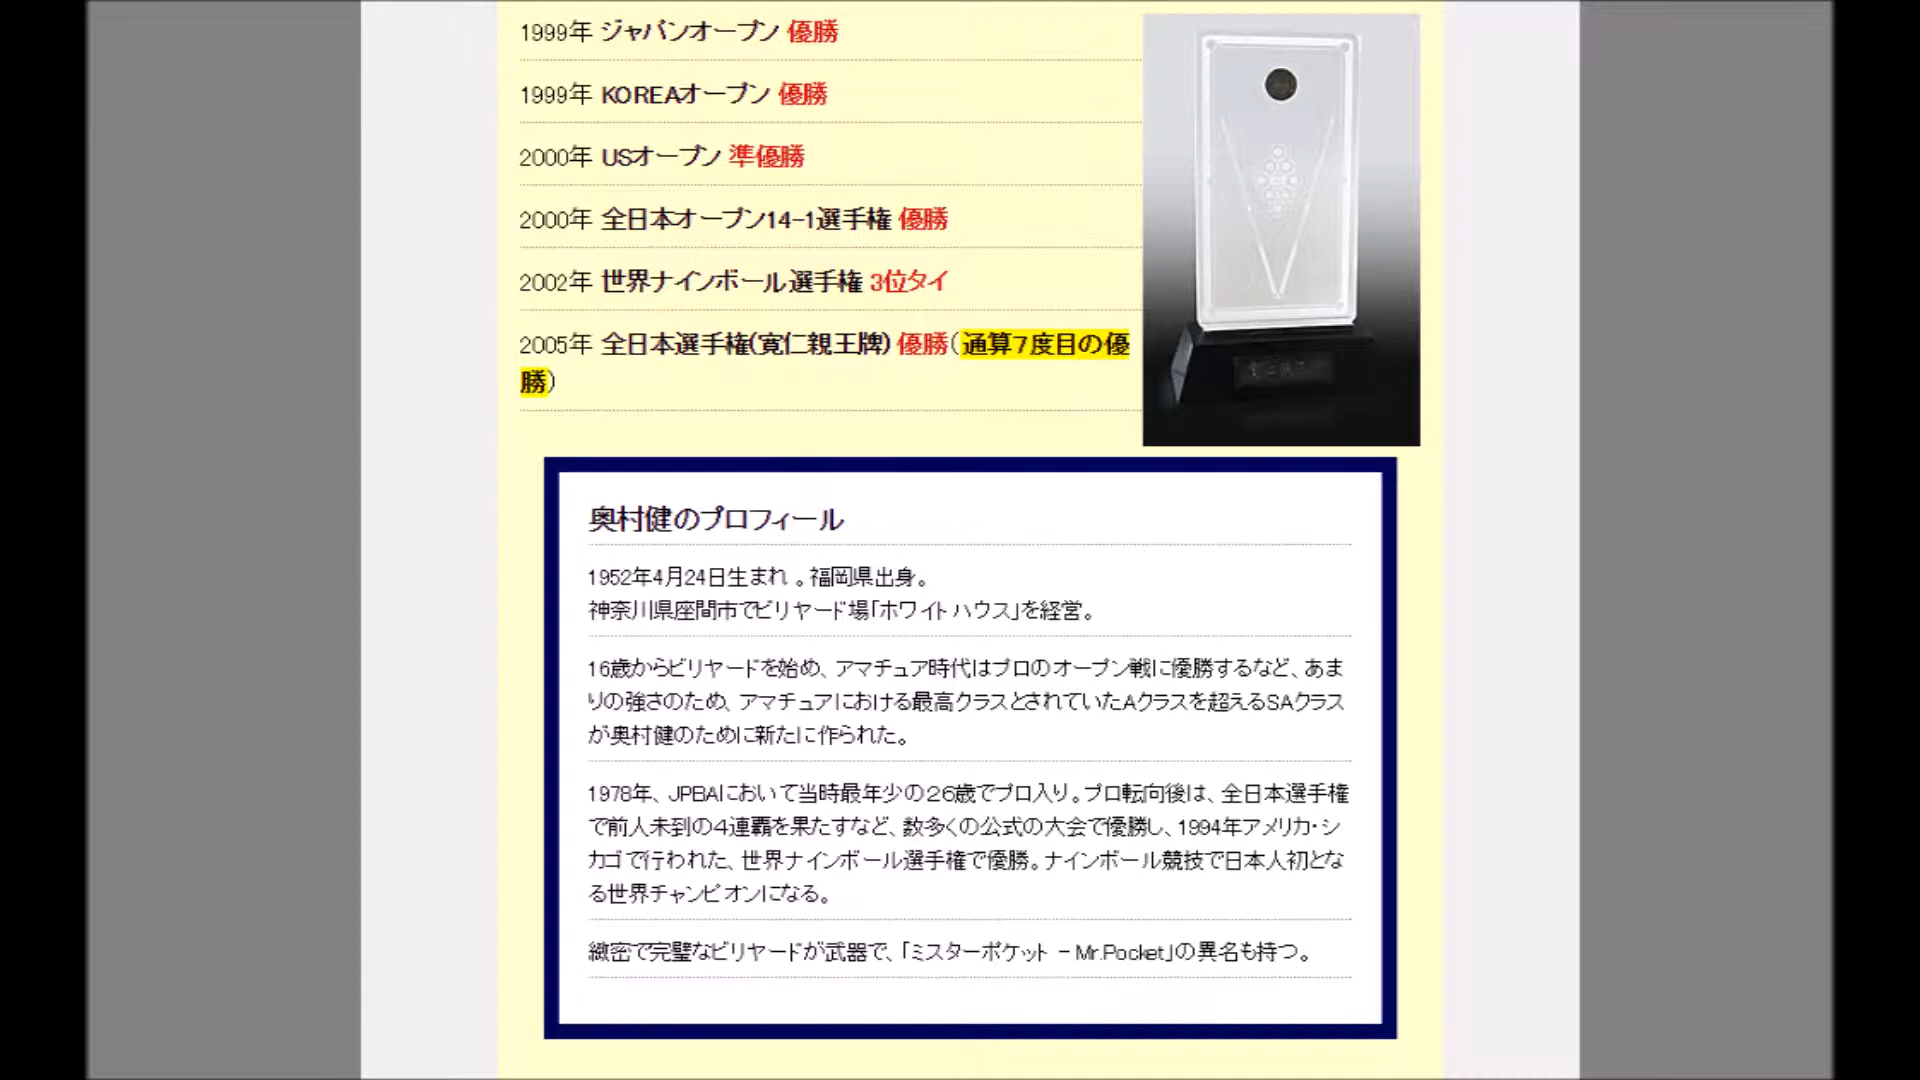 1999年 ジャパンオープン 優勝
1999年 KOREAオープン 優勝
2000年 USオープン 準優勝
2000年 全日本オープン14-1選手権 優勝
2002年 世界ナインボール選手権 3位タイ
2005年 全日本選手権(寛仁親王牌) 優勝(通算7度目の優
勝)
奥村健のプロフィール
1952年4月24日生まれ 。福岡県出身。
神奈川県座間市でビリヤード場「ホワイトハウス」を経営。
16歳からビリヤードを始め、アマチュア時代はプロのオープン戦に優勝するなど、あま
りの強さのため、アマチュアにおける最高クラスとされていたAクラスを超えるSAクラス
が奥村健のために新たに作られた。
1978年、JPBAにおいて当時最年少の26歳でプロ入り。プロ転向後は、全日本選手権
で前人未到の4連覇を果たすなど、数多くの公式の大会で優勝し、1994年アメリカ・シ
カゴで行われた、世界ナインボール選手権で優勝。ナインボール競技で日本人初とな
る世界チャンピオンになる。
緻密で完璧なビリヤードが武器で、「ミスターポケット - Mr.Pocket」の異名も持つ。